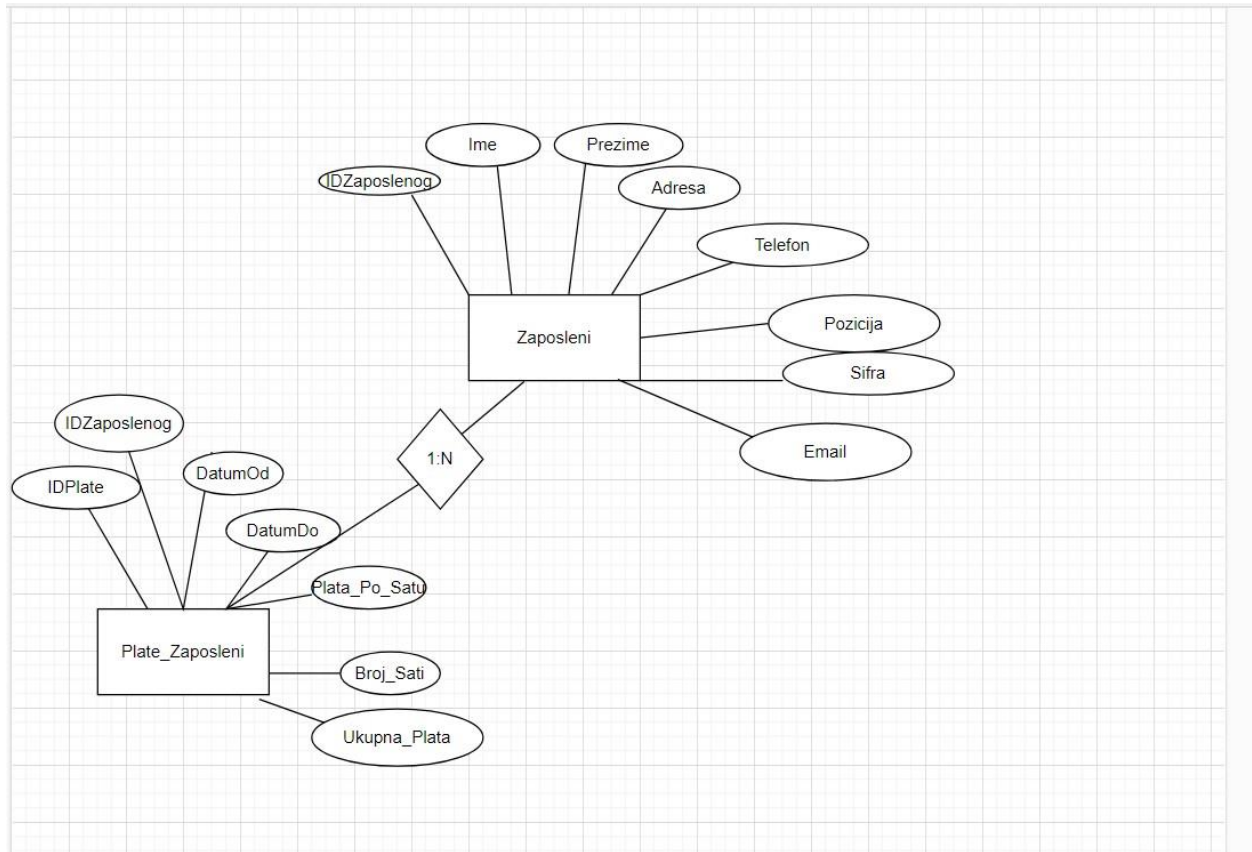 Ime
Prezime
IDZaposlenog
Adresa
Telefon
Zaposleni
Pozicija
Sifra
Email
1:N
IDZaposlenog
IDPlate
DatumOd
DatumDo
Plata_Po_Satu
Plate_Zaposleni
Broj_Sati
Ukupna_Plata